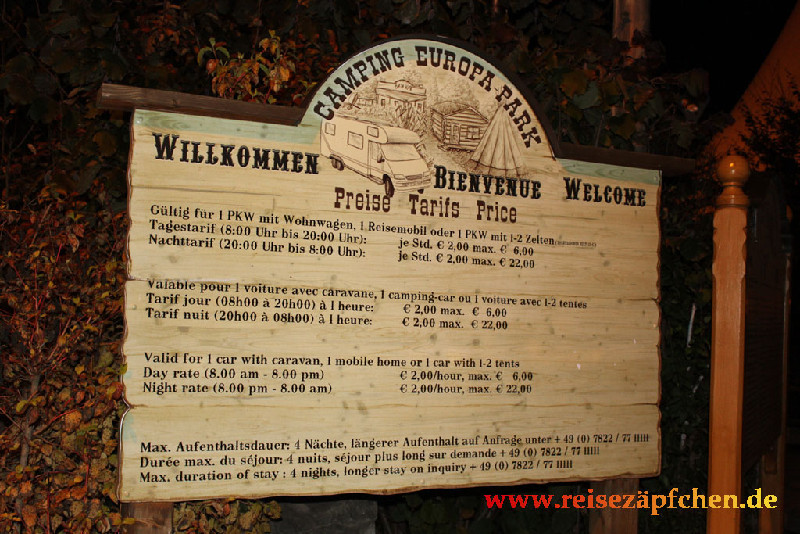 CAMPING EUROPA-PARK
WILLKOMMEN BIENVENUE WELCOME
Preise Tarifs Price
Gültig für 1 PKW mit Wohnwagen, 1 Reisemobil oder 1 PKW mit 1-2 Zelten
Tagestarif (8:00 Uhr bis 20:00 Uhr): je Std. € 2,00 max. € 6,00
Nachttarif (20:00 Uhr bis 8:00 Uhr): je Std. € 2,00 max. € 22,00
Valable pour 1 voiture avec caravane, 1 camping-car ou 1 voiture avec 1-2 tentes
Tarif jour (08h00 à 20h00) à 1 heure: € 2,00 max. € 6,00
Tarif nuit (20h00 à 08h00) à 1 heure: € 2,00 max. € 22,00
Valid for 1 car with caravan, 1 mobile home or 1 car with 1-2 tents
Day rate (8.00 am - 8.00 pm) € 2,00/hour, max. € 6,00
Night rate (8.00 pm - 8.00 am) € 2,00/hour, max. € 22,00
Max. Aufenthaltsdauer: 4 Nächte, längerer Aufenthalt auf Anfrage unter + 49 (0) 7822 / 77 11111
Durée max. du séjour: 4 nuits, séjour plus long sur demande + 49 (0) 7822 / 77 11111
Max. duration of stay : 4 nights, longer stay on inquiry + 49 (0) 7822 / 77 11111
www.reisezäpfchen.de